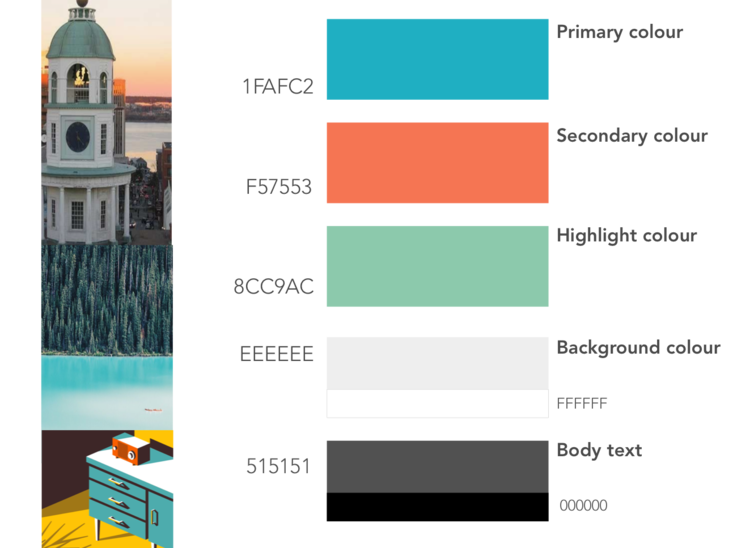 Primary colour
1FAFC2
Secondary colour
F57553
Highlight colour
8CC9AC
Background colour
EEEEEE
FFFFFF
Body text
515151
000000